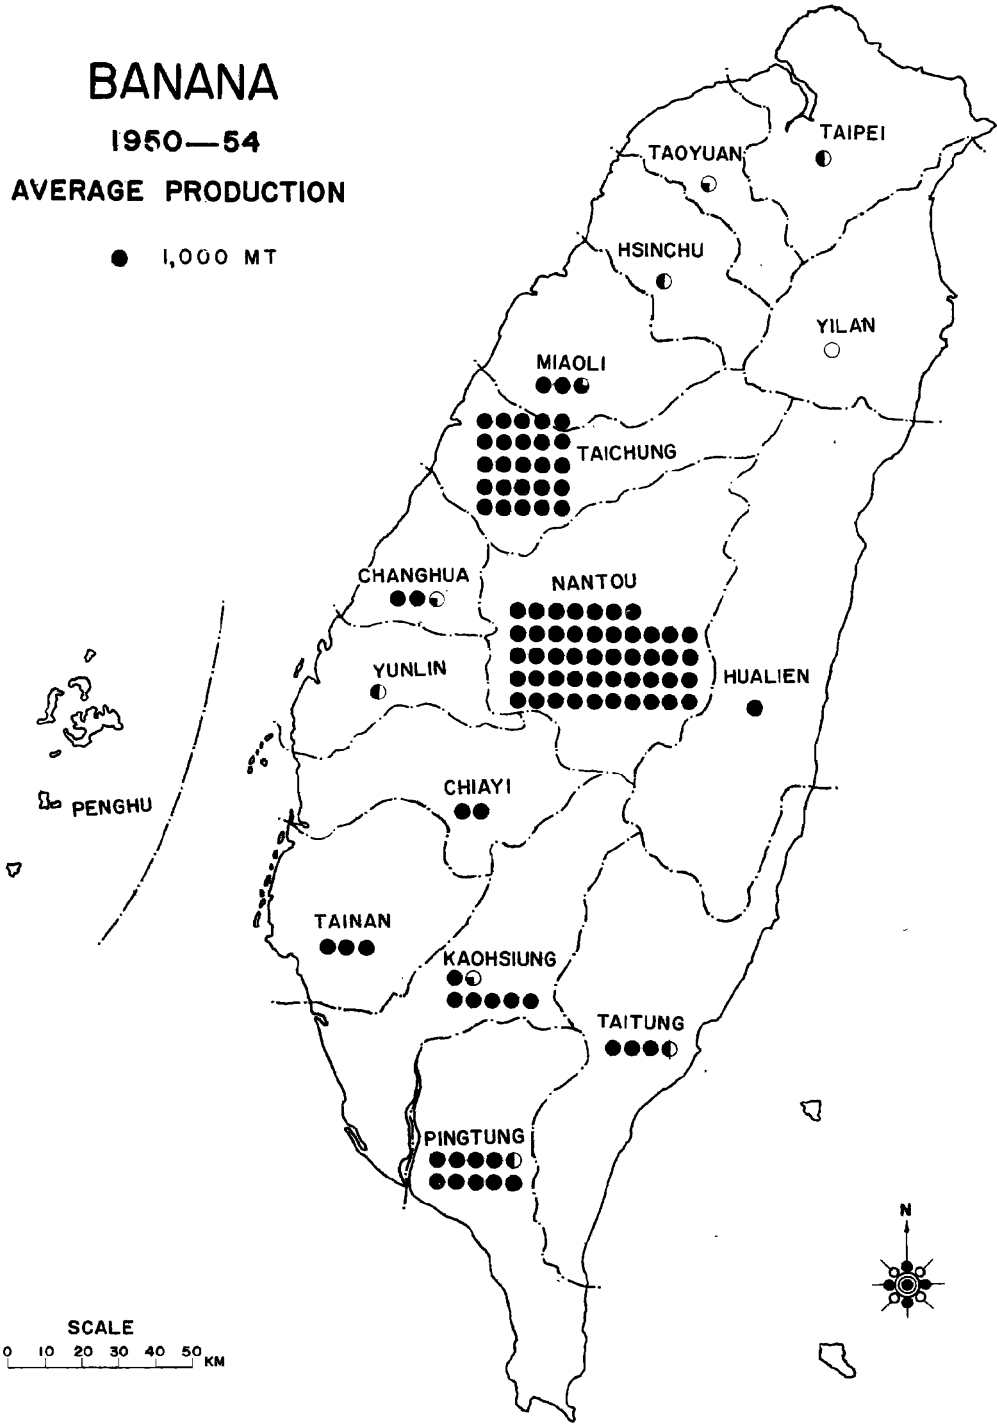 BANANA
1950—54
AVERAGE PRODUCTION
1,000 MT
TAIPEI
TAOYUAN
HSINCHU
YILAN
MIAOLI
TAICHUNG
CHANGHUA
NANTOU
YUNLIN
HUALIEN
CHIAYI
PENGHU
TAINAN
KAOHSIUNG
TAITUNG
PINGTUNG
N
SCALE
0 10 20 30 40 50 KM